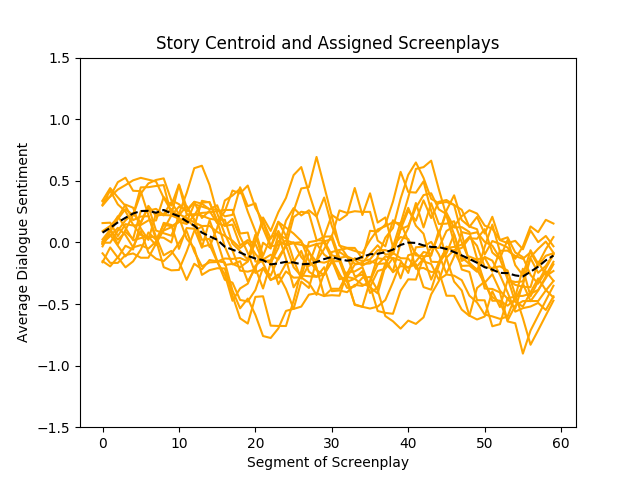 Story Centroid and Assigned Screenplays
1.5
1.0
0.5
0.0
−0.5
−1.0
−1.5
Average Dialogue Sentiment
0 10 20 30 40 50 60
Segment of Screenplay